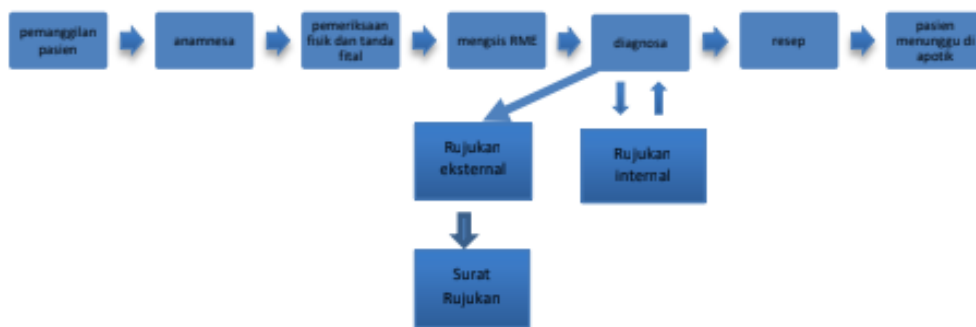 pemanggilan
pasien
anamnesa
pemeriksaan
fisik dan tanda
fital
mengsis RME
diagnosa
resep
pasien
menunggu di
apotik
Rujukan
eksternal
Rujukan
internal
Surat
Rujukan